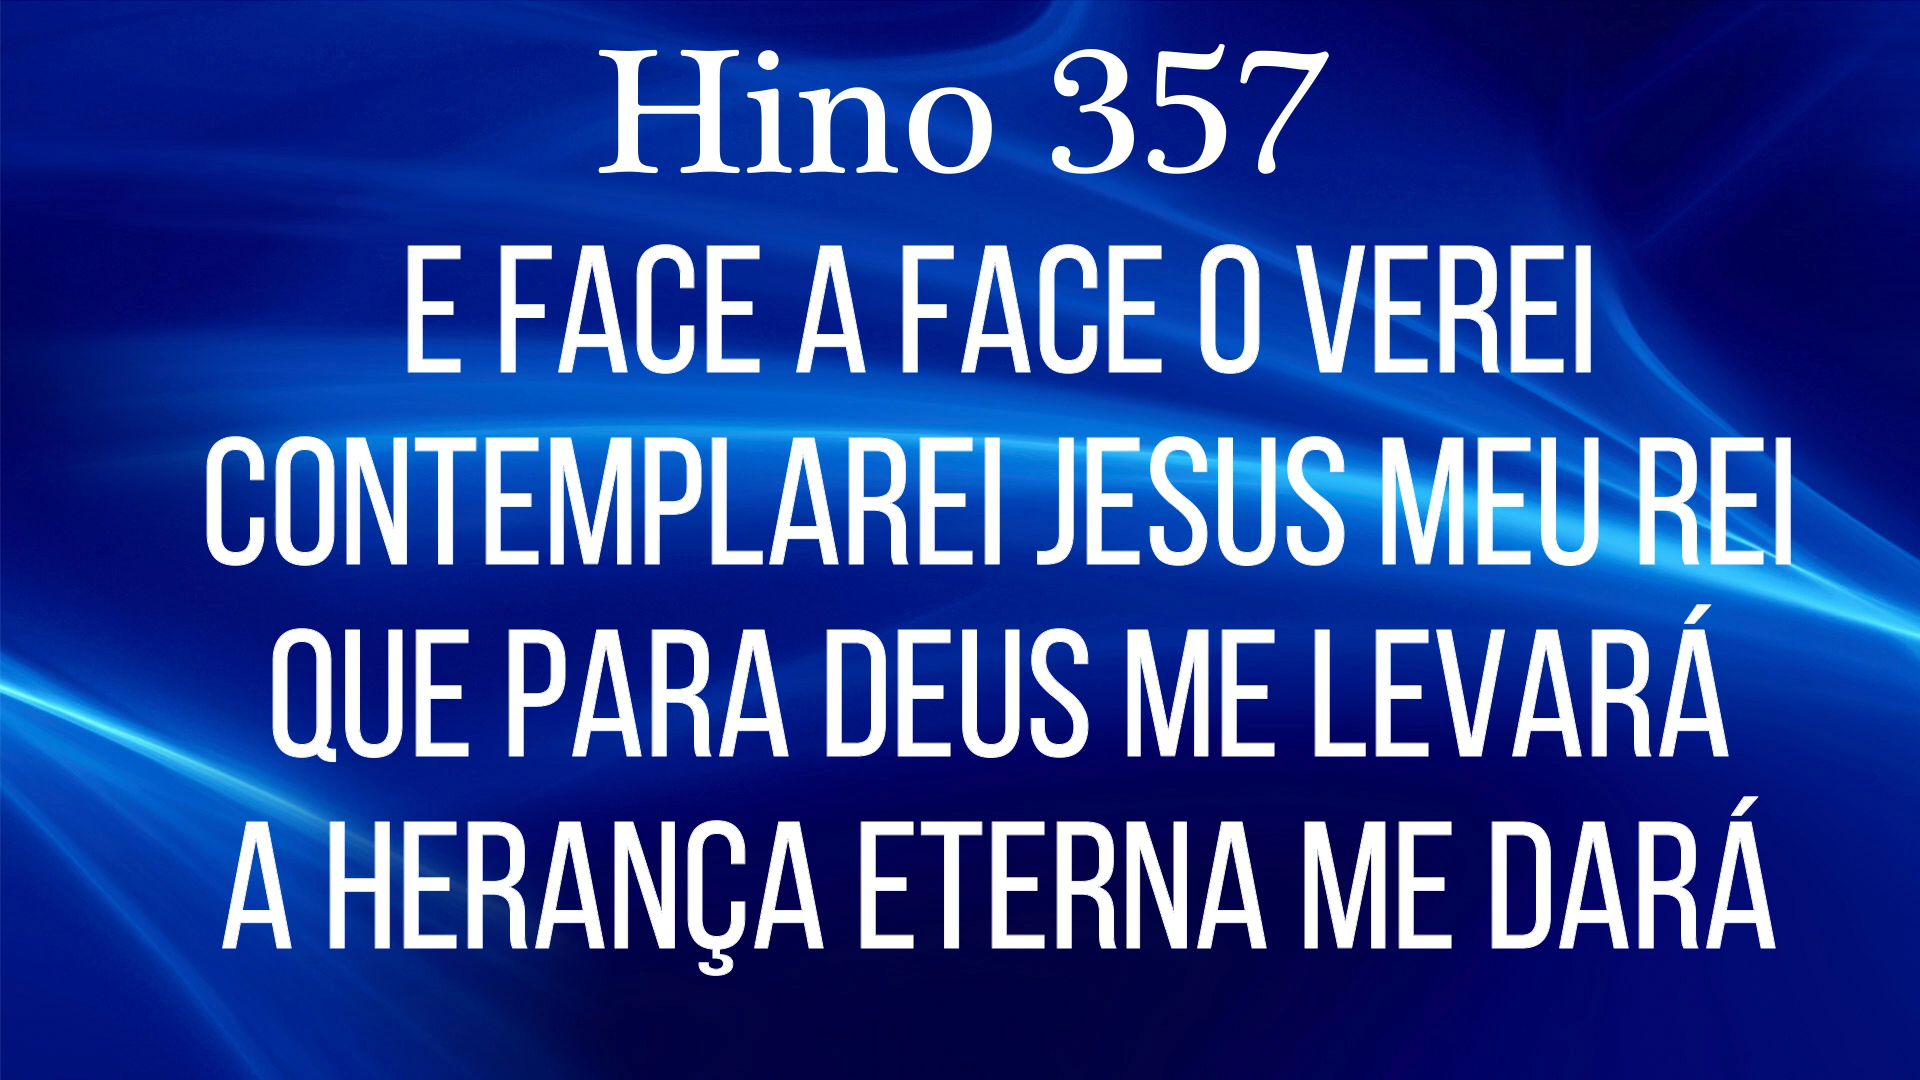 Hino 357
E FACE A FACE O VEREI
CONTEMPLAREI JESUS MEU REI
QUE PARA DEUS ME LEVARÁ
A HERANÇA ETERNA ME DARÁ